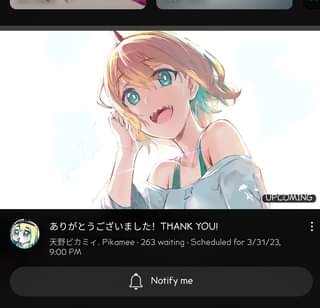 UPCOMING
ありがとうございました! THANK YOU!
天野ピカミィ. Pikamee · 263 waiting · Scheduled for 3/31/23,
9:00 PM
Notify me